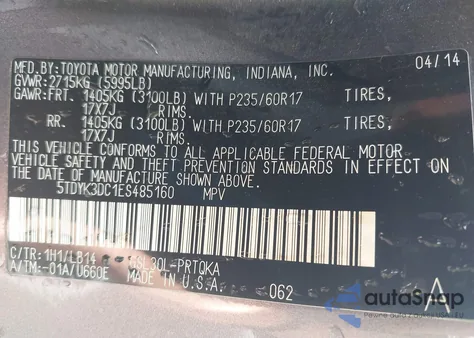 MFD.BY:TOYOTA MOTOR MANUFACTURING, INDIANA, INC. 04/14
GVWR:2715KG (5995LB)
GAWR:FRT. 1405KG (3100LB) WITH P235/60R17 TIRES,
17X7J RIMS.
RR. 1405KG (3100LB) WITH P235/60R17 TIRES,
17X7J RIMS.
THIS VEHICLE CONFORMS TO ALL APPLICABLE FEDERAL MOTOR
VEHICLE SAFETY AND THEFT PREVENTION STANDARDS IN EFFECT ON
THE DATE OF MANUFACTURE SHOWN ABOVE.
5TDYK3DC1ES485160 MPV
C/TR:1H1/LB14 GSL30L-PRTQKA
A/TM:-01A/U660E MADE IN U.S.A. 062 A
autoSnap